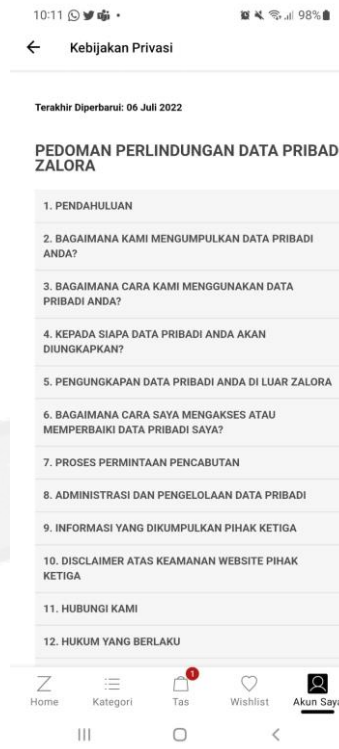 10:11
98%
Kebijakan Privasi
Terakhir Diperbarui: 06 Juli 2022
PEDOMAN PERLINDUNGAN DATA PRIBAD
ZALORA
1. PENDAHULUAN
2. BAGAIMANA KAMI MENGUMPULKAN DATA PRIBADI
ANDA?
3. BAGAIMANA CARA KAMI MENGGUNAKAN DATA
PRIBADI ANDA?
4. KEPADA SIAPA DATA PRIBADI ANDA AKAN
DIUNGKAPKAN?
5. PENGUNGKAPAN DATA PRIBADI ANDA DI LUAR ZALORA
6. BAGAIMANA CARA SAYA MENGAKSES ATAU
MEMPERBAIKI DATA PRIBADI SAYA?
7. PROSES PERMINTAAN PENCABUTAN
8. ADMINISTRASI DAN PENGELOLAAN DATA PRIBADI
9. INFORMASI YANG DIKUMPULKAN PIHAK KETIGA
10. DISCLAIMER ATAS KEAMANAN WEBSITE PIHAK
KETIGA
11. HUBUNGI KAMI
12. HUKUM YANG BERLAKU
1
Home Kategori Tas Wishlist Akun Saya